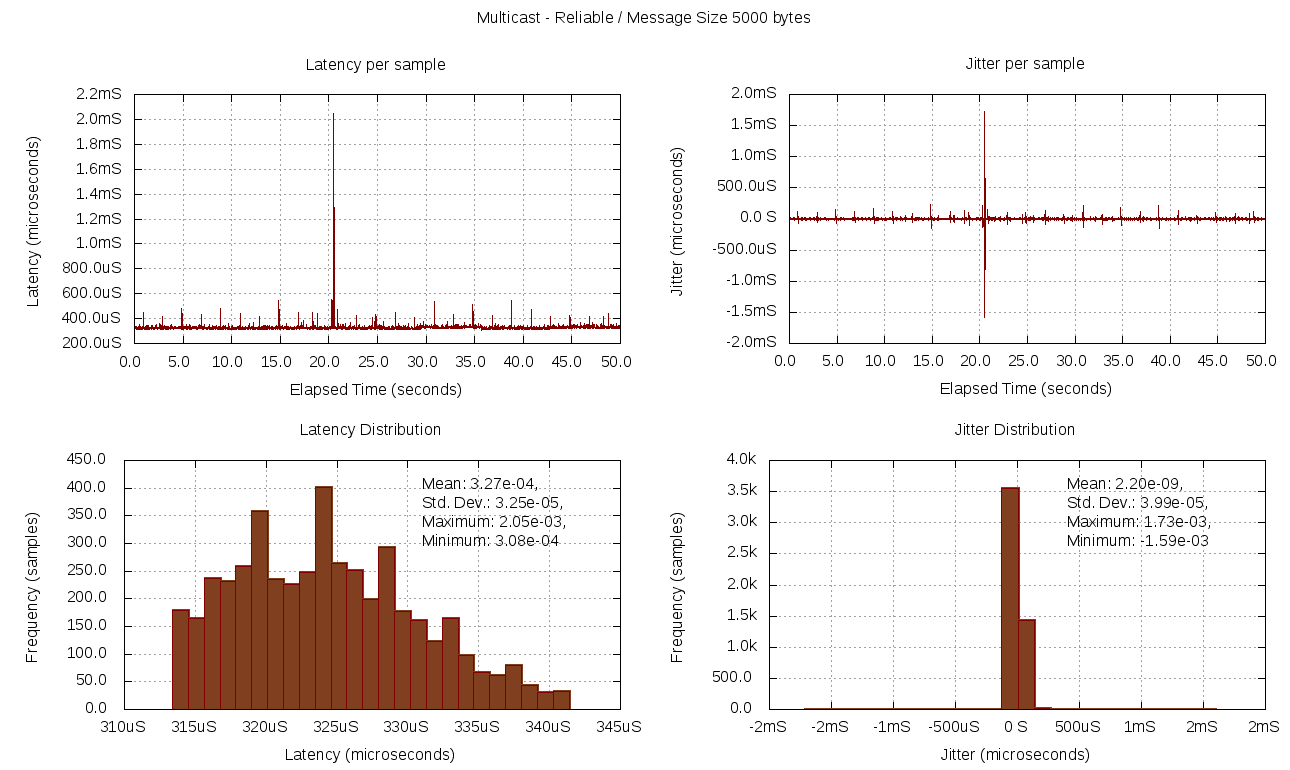 Multicast - Reliable / Message Size 5000 bytes
Latency per sample
2.2mS
2.0mS
1.8mS
1.6mS
1.4mS
1.2mS
1.0mS
800.0uS
600.0uS
400.0uS
200.0uS
Latency (microseconds)
0.0 5.0 10.0 15.0 20.0 25.0 30.0 35.0 40.0 45.0 50.0
Elapsed Time (seconds)
Jitter per sample
2.0mS
1.5mS
1.0mS
500.0uS
0.0 S
-500.0uS
-1.0mS
-1.5mS
-2.0mS
Jitter (microseconds)
0.0 5.0 10.0 15.0 20.0 25.0 30.0 35.0 40.0 45.0 50.0
Elapsed Time (seconds)
Latency Distribution
450.0
400.0
350.0
300.0
250.0
200.0
150.0
100.0
50.0
0.0
Frequency (samples)
Mean: 3.27e-04,
Std. Dev.: 3.25e-05,
Maximum: 2.05e-03,
Minimum: 3.08e-04
310uS 315uS 320uS 325uS 330uS 335uS 340uS 345uS
Latency (microseconds)
Jitter Distribution
4.0k
3.5k
3.0k
2.5k
2.0k
1.5k
1.0k
500.0
0.0
Frequency (samples)
Mean: 2.20e-09,
Std. Dev.: 3.99e-05,
Maximum: 1.73e-03,
Minimum: -1.59e-03
-2mS -2mS -1mS -500uS 0 S 500uS 1mS 2mS 2mS
Jitter (microseconds)